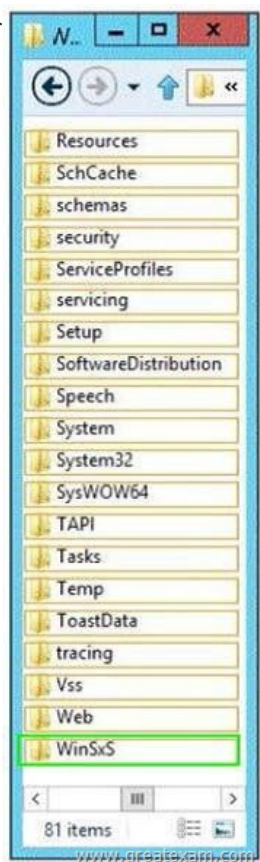 N...
«
Resources
SchCache
schemas
security
ServiceProfiles
servicing
Setup
SoftwareDistribution
Speech
System
System32
SysWOW64
TAPI
Tasks
Temp
ToastData
tracing
Vss
Web
WinSxS
81 items
www.greatexam.com